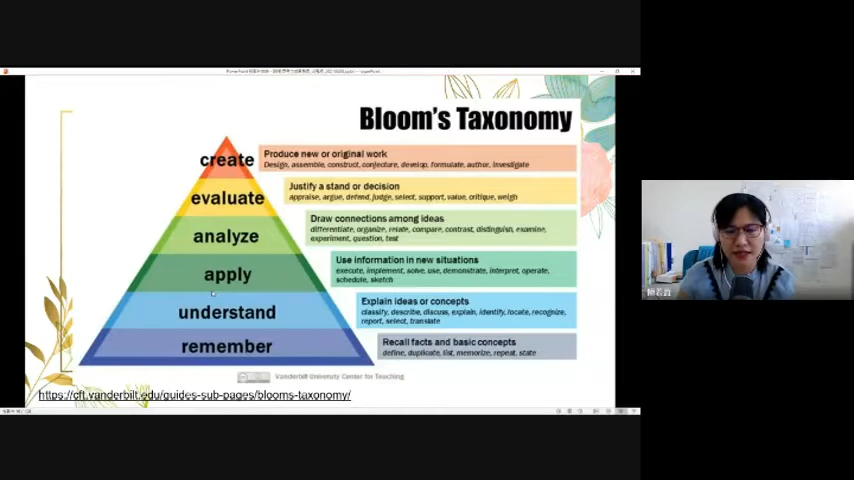 Bloom's Taxonomy
create
Produce new or original work
Design, assemble, construct, conjecture, develop, formulate, author, investigate
evaluate
Justify a stand or decision
appraise, argue, defend, judge, select, support, value, critique, weigh
analyze
Draw connections among ideas
differentiate, organize, relate, compare, contrast, distinguish, examine,
experiment, question, test
apply
Use information in new situations
execute, implement, solve, use, demonstrate, interpret, operate,
schedule, sketch
understand
Explain ideas or concepts
classify, describe, discuss, explain, identify, locate, recognize,
report, select, translate
remember
Recall facts and basic concepts
define, duplicate, list, memorize, repeat, state
Vanderbilt University Center for Teaching
https://cft.vanderbilt.edu/guides-sub-pages/blooms-taxonomy/